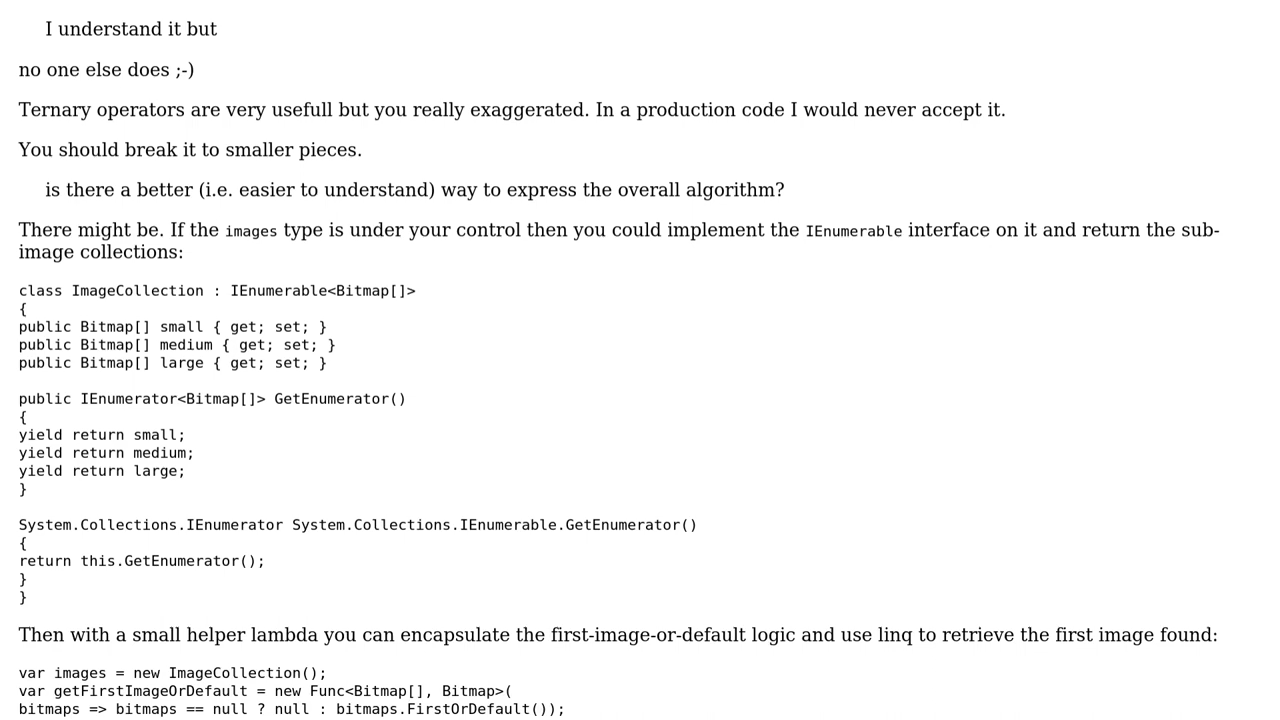 I understand it but
no one else does ;-)
Ternary operators are very usefull but you really exaggerated. In a production code I would never accept it.
You should break it to smaller pieces.
is there a better (i.e. easier to understand) way to express the overall algorithm?
There might be. If the images type is under your control then you could implement the IEnumerable interface on it and return the sub-
image collections:
class ImageCollection : IEnumerable<Bitmap[]>
{
public Bitmap[] small { get; set; }
public Bitmap[] medium { get; set; }
public Bitmap[] large { get; set; }
public IEnumerator<Bitmap[]> GetEnumerator()
{
yield return small;
yield return medium;
yield return large;
}
System.Collections.IEnumerator System.Collections.IEnumerable.GetEnumerator()
{
return this.GetEnumerator();
}
}
Then with a small helper lambda you can encapsulate the first-image-or-default logic and use linq to retrieve the first image found:
var images = new ImageCollection();
var getFirstImageOrDefault = new Func<Bitmap[], Bitmap>(
bitmaps => bitmaps == null ? null : bitmaps.FirstOrDefault());